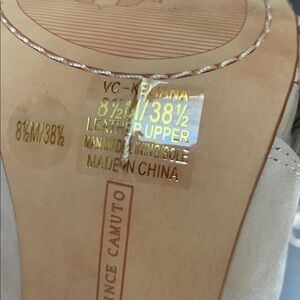 VC-KEHANA
8½M/38½
LEATHER UPPER
MAN MADE LINING/SOLE
MADE IN CHINA
8½M/38½
VINCE CAMUTO